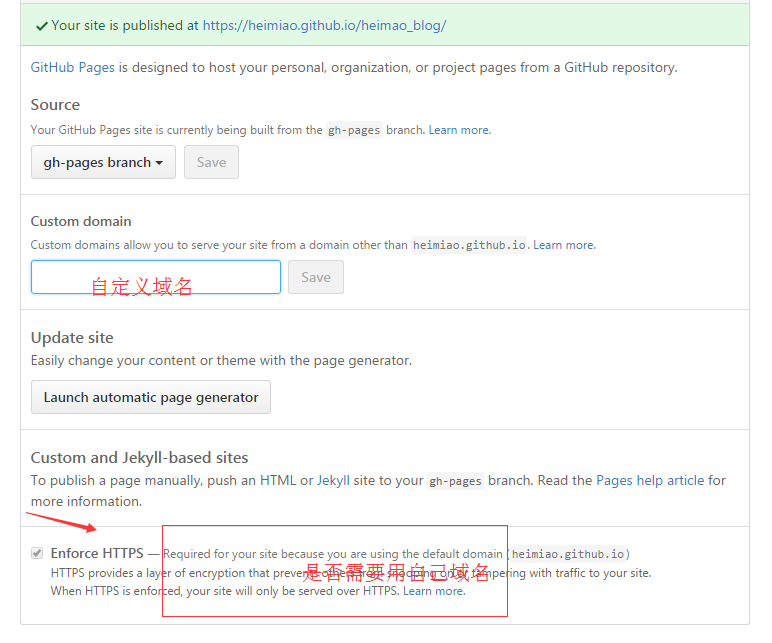 Your site is published at https://heimiao.github.io/heimao_blog/
GitHub Pages is designed to host your personal, organization, or project pages from a GitHub repository.
Source
Your GitHub Pages site is currently being built from the gh-pages branch. Learn more.
gh-pages branch Save
Custom domain
Custom domains allow you to serve your site from a domain other than heimiao.github.io. Learn more.
自定义域名 Save
Update site
Easily change your content or theme with the page generator.
Launch automatic page generator
Custom and Jekyll-based sites
To publish a page manually, push an HTML or Jekyll site to your gh-pages branch. Read the Pages help article for
more information.
Enforce HTTPS — Required for your site because you are using the default domain (heimiao.github.io)
HTTPS provides a layer of encryption that prevents others from snooping on or tampering with traffic to your site.
是否需要用自己域名
When HTTPS is enforced, your site will only be served over HTTPS. Learn more.